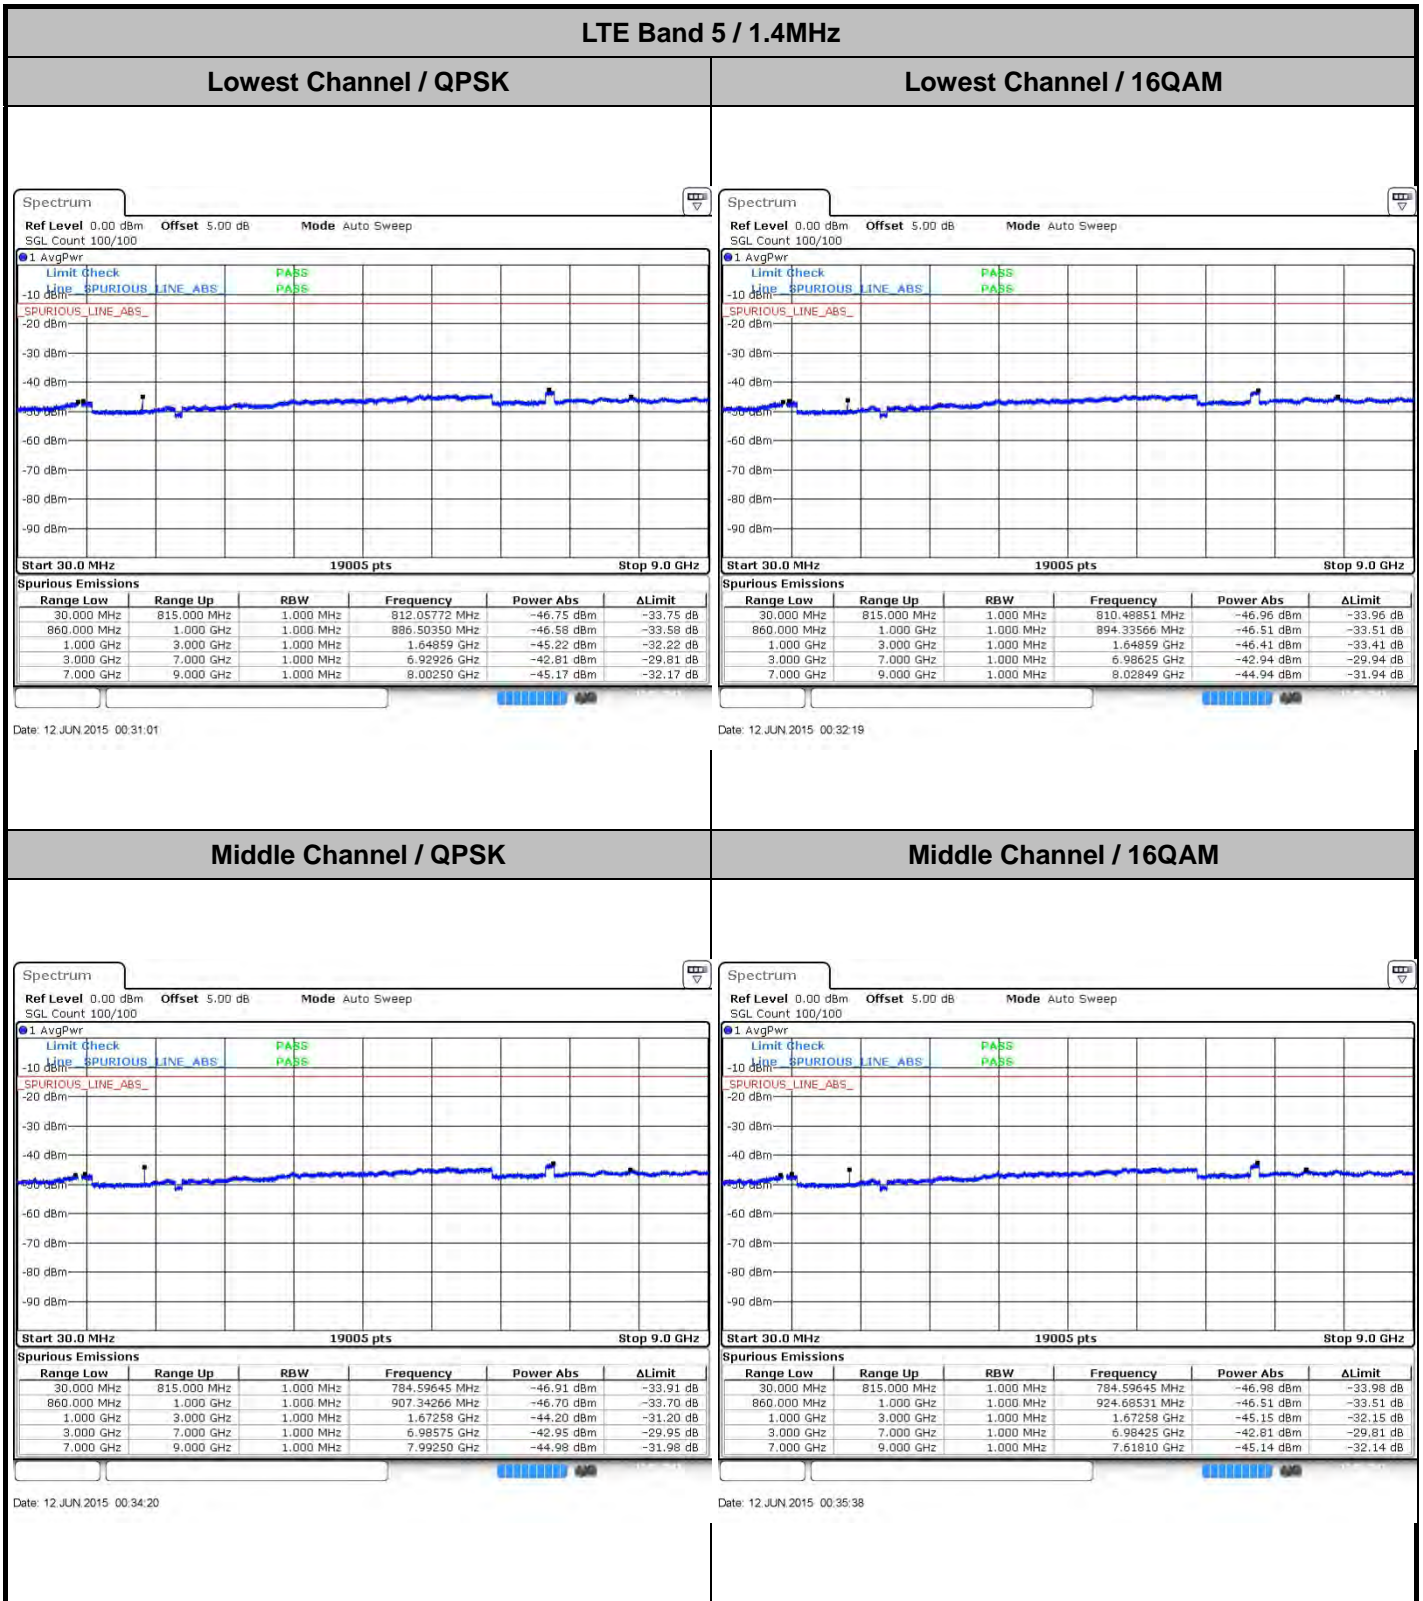 LTE Band 5 / 1.4MHz
Lowest Channel / QPSK
Lowest Channel / 16QAM
Spectrum
Ref Level 0.00 dBm Offset 5.00 dB Mode Auto Sweep
SGL Count 100/100
1 AvgPwr
Limit Check PASS
Line _SPURIOUS_LINE_ABS_ PASS
-10 dBm
_SPURIOUS_LINE_ABS_
-20 dBm
-30 dBm
-40 dBm
-50 dBm
-60 dBm
-70 dBm
-80 dBm
-90 dBm
Start 30.0 MHz 19005 pts Stop 9.0 GHz
Spurious Emissions
Range Low Range Up RBW Frequency Power Abs ΔLimit
30.000 MHz 815.000 MHz 1.000 MHz 812.05772 MHz -46.75 dBm -33.75 dB
860.000 MHz 1.000 GHz 1.000 MHz 886.50350 MHz -46.58 dBm -33.58 dB
1.000 GHz 3.000 GHz 1.000 MHz 1.64859 GHz -45.22 dBm -32.22 dB
3.000 GHz 7.000 GHz 1.000 MHz 6.92926 GHz -42.81 dBm -29.81 dB
7.000 GHz 9.000 GHz 1.000 MHz 8.00250 GHz -45.17 dBm -32.17 dB
Date: 12.JUN.2015 00:31:01
Spectrum
Ref Level 0.00 dBm Offset 5.00 dB Mode Auto Sweep
SGL Count 100/100
1 AvgPwr
Limit Check PASS
Line _SPURIOUS_LINE_ABS_ PASS
-10 dBm
_SPURIOUS_LINE_ABS_
-20 dBm
-30 dBm
-40 dBm
-50 dBm
-60 dBm
-70 dBm
-80 dBm
-90 dBm
Start 30.0 MHz 19005 pts Stop 9.0 GHz
Spurious Emissions
Range Low Range Up RBW Frequency Power Abs ΔLimit
30.000 MHz 815.000 MHz 1.000 MHz 810.48851 MHz -46.96 dBm -33.96 dB
860.000 MHz 1.000 GHz 1.000 MHz 894.33566 MHz -46.51 dBm -33.51 dB
1.000 GHz 3.000 GHz 1.000 MHz 1.64859 GHz -46.41 dBm -33.41 dB
3.000 GHz 7.000 GHz 1.000 MHz 6.98625 GHz -42.94 dBm -29.94 dB
7.000 GHz 9.000 GHz 1.000 MHz 8.02849 GHz -44.94 dBm -31.94 dB
Date: 12.JUN.2015 00:32:19
Middle Channel / QPSK
Middle Channel / 16QAM
Spectrum
Ref Level 0.00 dBm Offset 5.00 dB Mode Auto Sweep
SGL Count 100/100
1 AvgPwr
Limit Check PASS
Line _SPURIOUS_LINE_ABS_ PASS
-10 dBm
_SPURIOUS_LINE_ABS_
-20 dBm
-30 dBm
-40 dBm
-50 dBm
-60 dBm
-70 dBm
-80 dBm
-90 dBm
Start 30.0 MHz 19005 pts Stop 9.0 GHz
Spurious Emissions
Range Low Range Up RBW Frequency Power Abs ΔLimit
30.000 MHz 815.000 MHz 1.000 MHz 784.59645 MHz -46.91 dBm -33.91 dB
860.000 MHz 1.000 GHz 1.000 MHz 907.34266 MHz -46.70 dBm -33.70 dB
1.000 GHz 3.000 GHz 1.000 MHz 1.67258 GHz -44.20 dBm -31.20 dB
3.000 GHz 7.000 GHz 1.000 MHz 6.98575 GHz -42.95 dBm -29.95 dB
7.000 GHz 9.000 GHz 1.000 MHz 7.99250 GHz -44.98 dBm -31.98 dB
Date: 12.JUN.2015 00:34:20
Spectrum
Ref Level 0.00 dBm Offset 5.00 dB Mode Auto Sweep
SGL Count 100/100
1 AvgPwr
Limit Check PASS
Line _SPURIOUS_LINE_ABS_ PASS
-10 dBm
_SPURIOUS_LINE_ABS_
-20 dBm
-30 dBm
-40 dBm
-50 dBm
-60 dBm
-70 dBm
-80 dBm
-90 dBm
Start 30.0 MHz 19005 pts Stop 9.0 GHz
Spurious Emissions
Range Low Range Up RBW Frequency Power Abs ΔLimit
30.000 MHz 815.000 MHz 1.000 MHz 784.59645 MHz -46.98 dBm -33.98 dB
860.000 MHz 1.000 GHz 1.000 MHz 924.68531 MHz -46.51 dBm -33.51 dB
1.000 GHz 3.000 GHz 1.000 MHz 1.67258 GHz -45.15 dBm -32.15 dB
3.000 GHz 7.000 GHz 1.000 MHz 6.98425 GHz -42.81 dBm -29.81 dB
7.000 GHz 9.000 GHz 1.000 MHz 7.61810 GHz -45.14 dBm -32.14 dB
Date: 12.JUN.2015 00:35:38